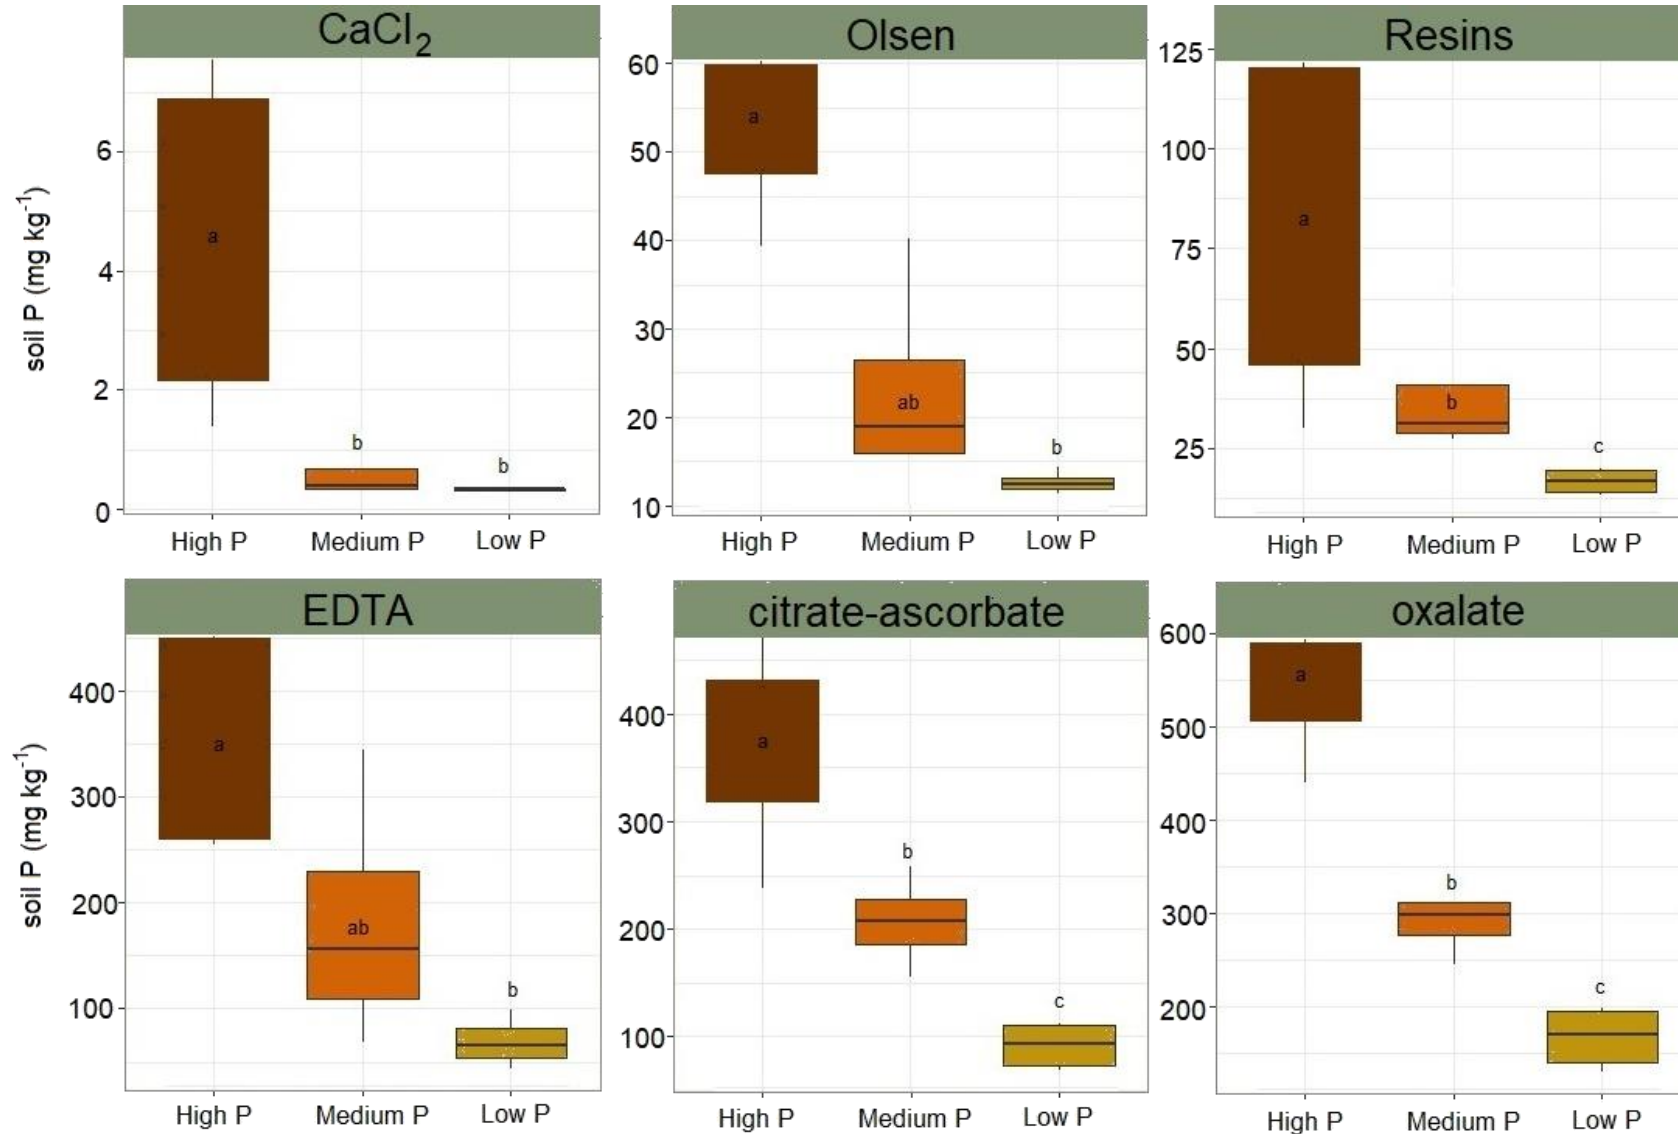 CaCl₂
soil P (mg kg⁻¹)
6
4
2
0
a
b
b
High P
Medium P
Low P
Olsen
60
50
40
30
20
10
a
ab
b
High P
Medium P
Low P
Resins
125
100
75
50
25
a
b
c
High P
Medium P
Low P
EDTA
soil P (mg kg⁻¹)
400
300
200
100
a
ab
b
High P
Medium P
Low P
citrate-ascorbate
400
300
200
100
a
b
c
High P
Medium P
Low P
oxalate
600
500
400
300
200
a
b
c
High P
Medium P
Low P